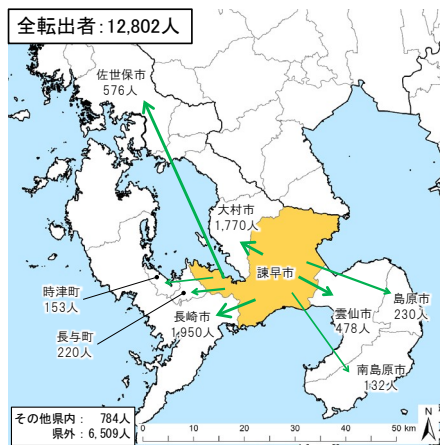 全転出者：12,802人
佐世保市
576人
大村市
1,770人
諫早市
時津町
153人
長与町
220人
長崎市
1,950人
島原市
230人
雲仙市
478人
南島原市
132人
その他県内： 784人
県外：6,509人
0 10 20 30 40 50 km
N